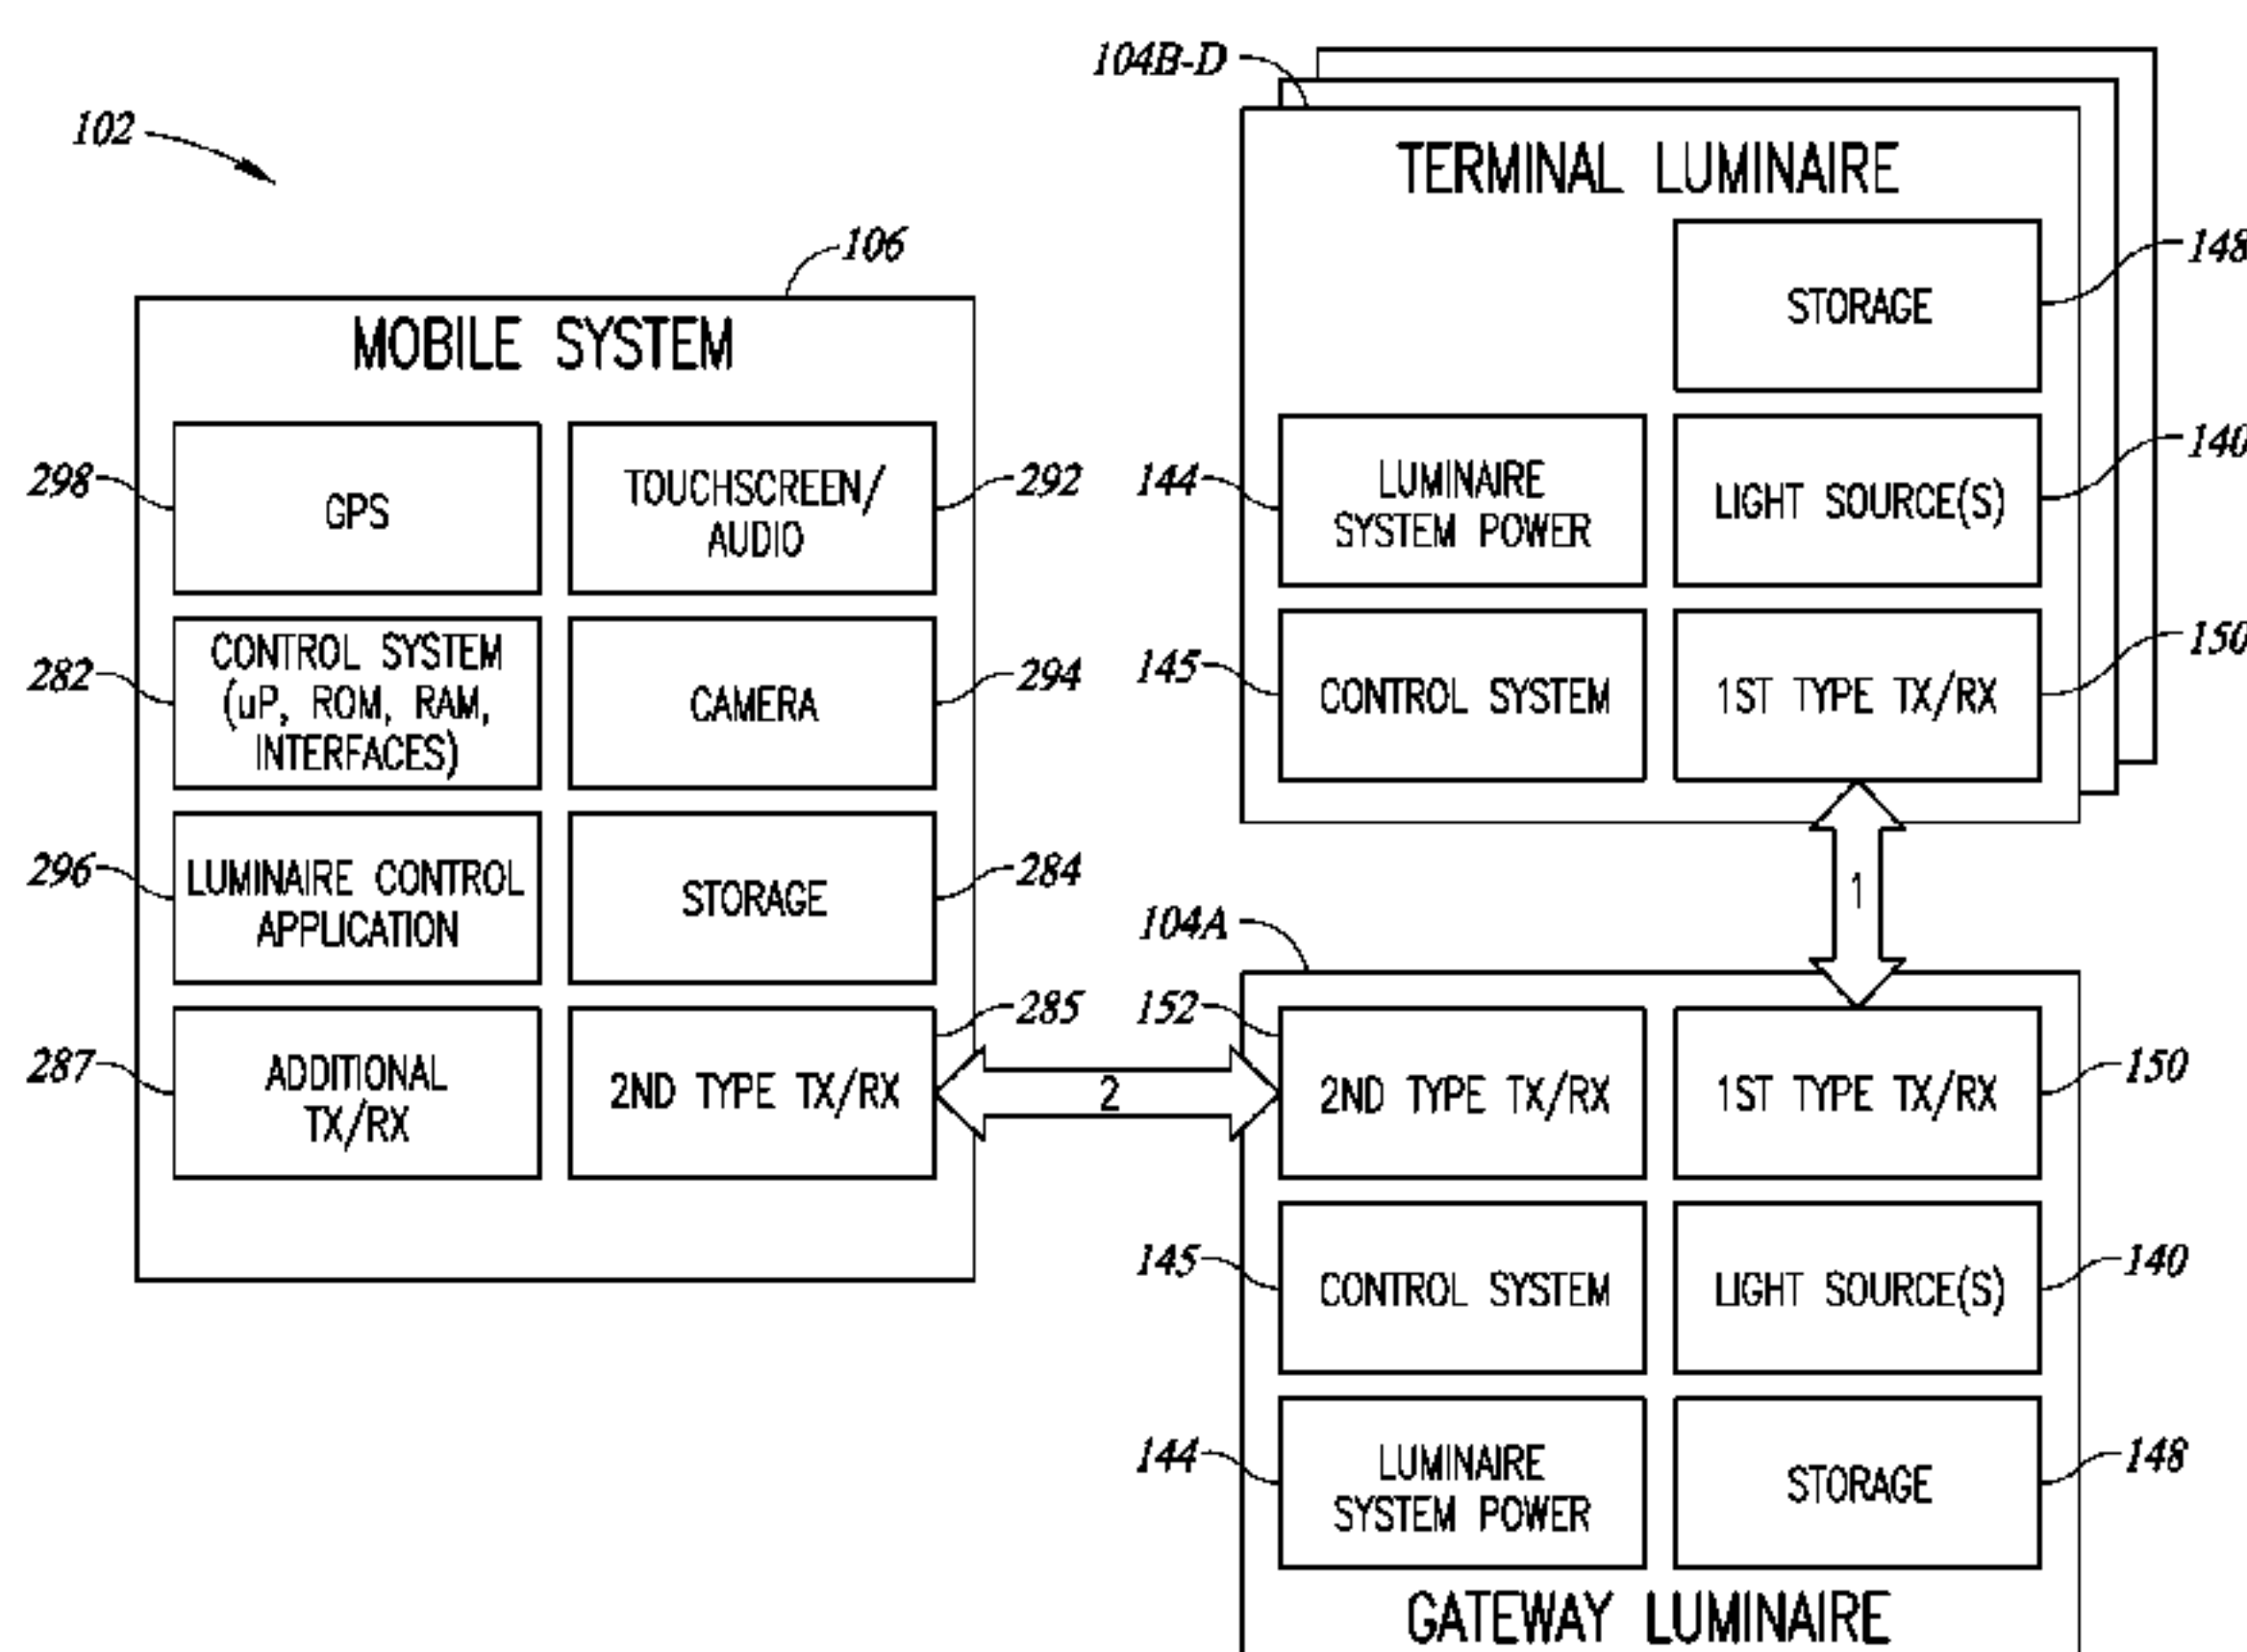 102
106
MOBILE SYSTEM
298
GPS
TOUCHSCREEN/
AUDIO
292
282
CONTROL SYSTEM
(uP, ROM, RAM,
INTERFACES)
CAMERA
294
296
LUMINAIRE CONTROL
APPLICATION
STORAGE
284
287
ADDITIONAL
TX/RX
2ND TYPE TX/RX
285
2
104B-D
TERMINAL LUMINAIRE
STORAGE
148
144
LUMINAIRE
SYSTEM POWER
LIGHT SOURCE(S)
140
145
CONTROL SYSTEM
1ST TYPE TX/RX
150
1
104A
152
2ND TYPE TX/RX
1ST TYPE TX/RX
150
145
CONTROL SYSTEM
LIGHT SOURCE(S)
140
144
LUMINAIRE
SYSTEM POWER
STORAGE
148
GATEWAY LUMINAIRE